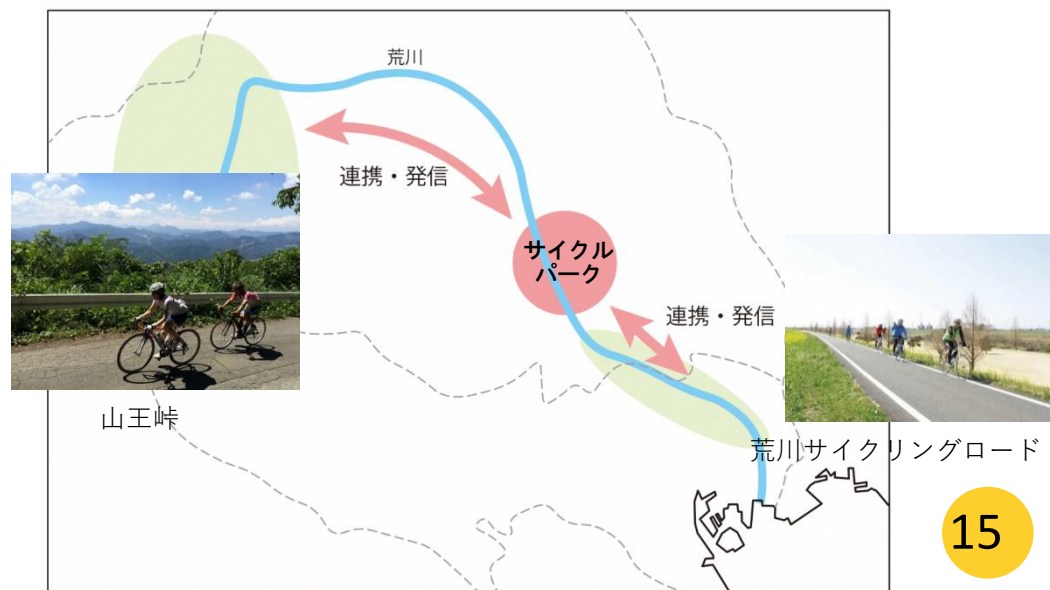 荒川
連携・発信
サイクル
パーク
連携・発信
山王峠
荒川サイクリングロード
15